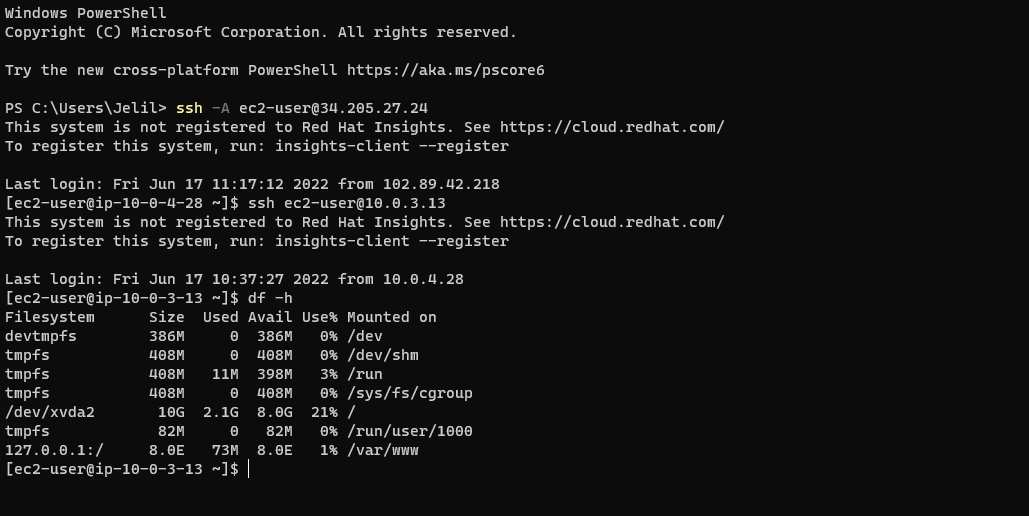 Windows PowerShell
Copyright (C) Microsoft Corporation. All rights reserved.
Try the new cross-platform PowerShell https://aka.ms/pscore6
PS C:\Users\Jelil> ssh -A ec2-user@34.205.27.24
This system is not registered to Red Hat Insights. See https://cloud.redhat.com/
To register this system, run: insights-client --register
Last login: Fri Jun 17 11:17:12 2022 from 102.89.42.218
[ec2-user@ip-10-0-4-28 ~]$ ssh ec2-user@10.0.3.13
This system is not registered to Red Hat Insights. See https://cloud.redhat.com/
To register this system, run: insights-client --register
Last login: Fri Jun 17 10:37:27 2022 from 10.0.4.28
[ec2-user@ip-10-0-3-13 ~]$ df -h
Filesystem      Size  Used Avail Use% Mounted on
devtmpfs        386M     0  386M   0% /dev
tmpfs           408M     0  408M   0% /dev/shm
tmpfs           408M   11M  398M   3% /run
tmpfs           408M     0  408M   0% /sys/fs/cgroup
/dev/xvda2       10G  2.1G  8.0G  21% /
tmpfs            82M     0   82M   0% /run/user/1000
127.0.0.1:/     8.0E   73M  8.0E   1% /var/www
[ec2-user@ip-10-0-3-13 ~]$